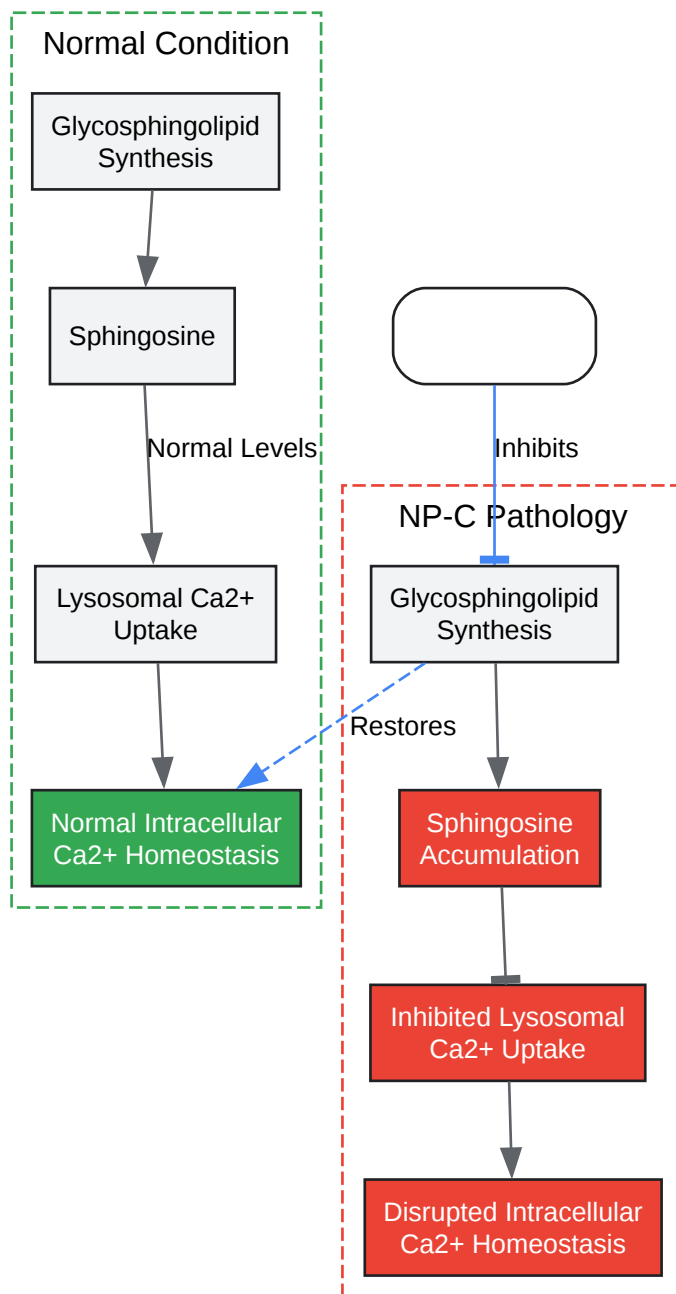 Normal Condition
Glycosphingolipid
Synthesis
Sphingosine
Normal Levels
Lysosomal Ca2+
Uptake
Normal Intracellular
Ca2+ Homeostasis
Inhibits
NP-C Pathology
Glycosphingolipid
Synthesis
Restores
Sphingosine
Accumulation
Inhibited Lysosomal
Ca2+ Uptake
Disrupted Intracellular
Ca2+ Homeostasis